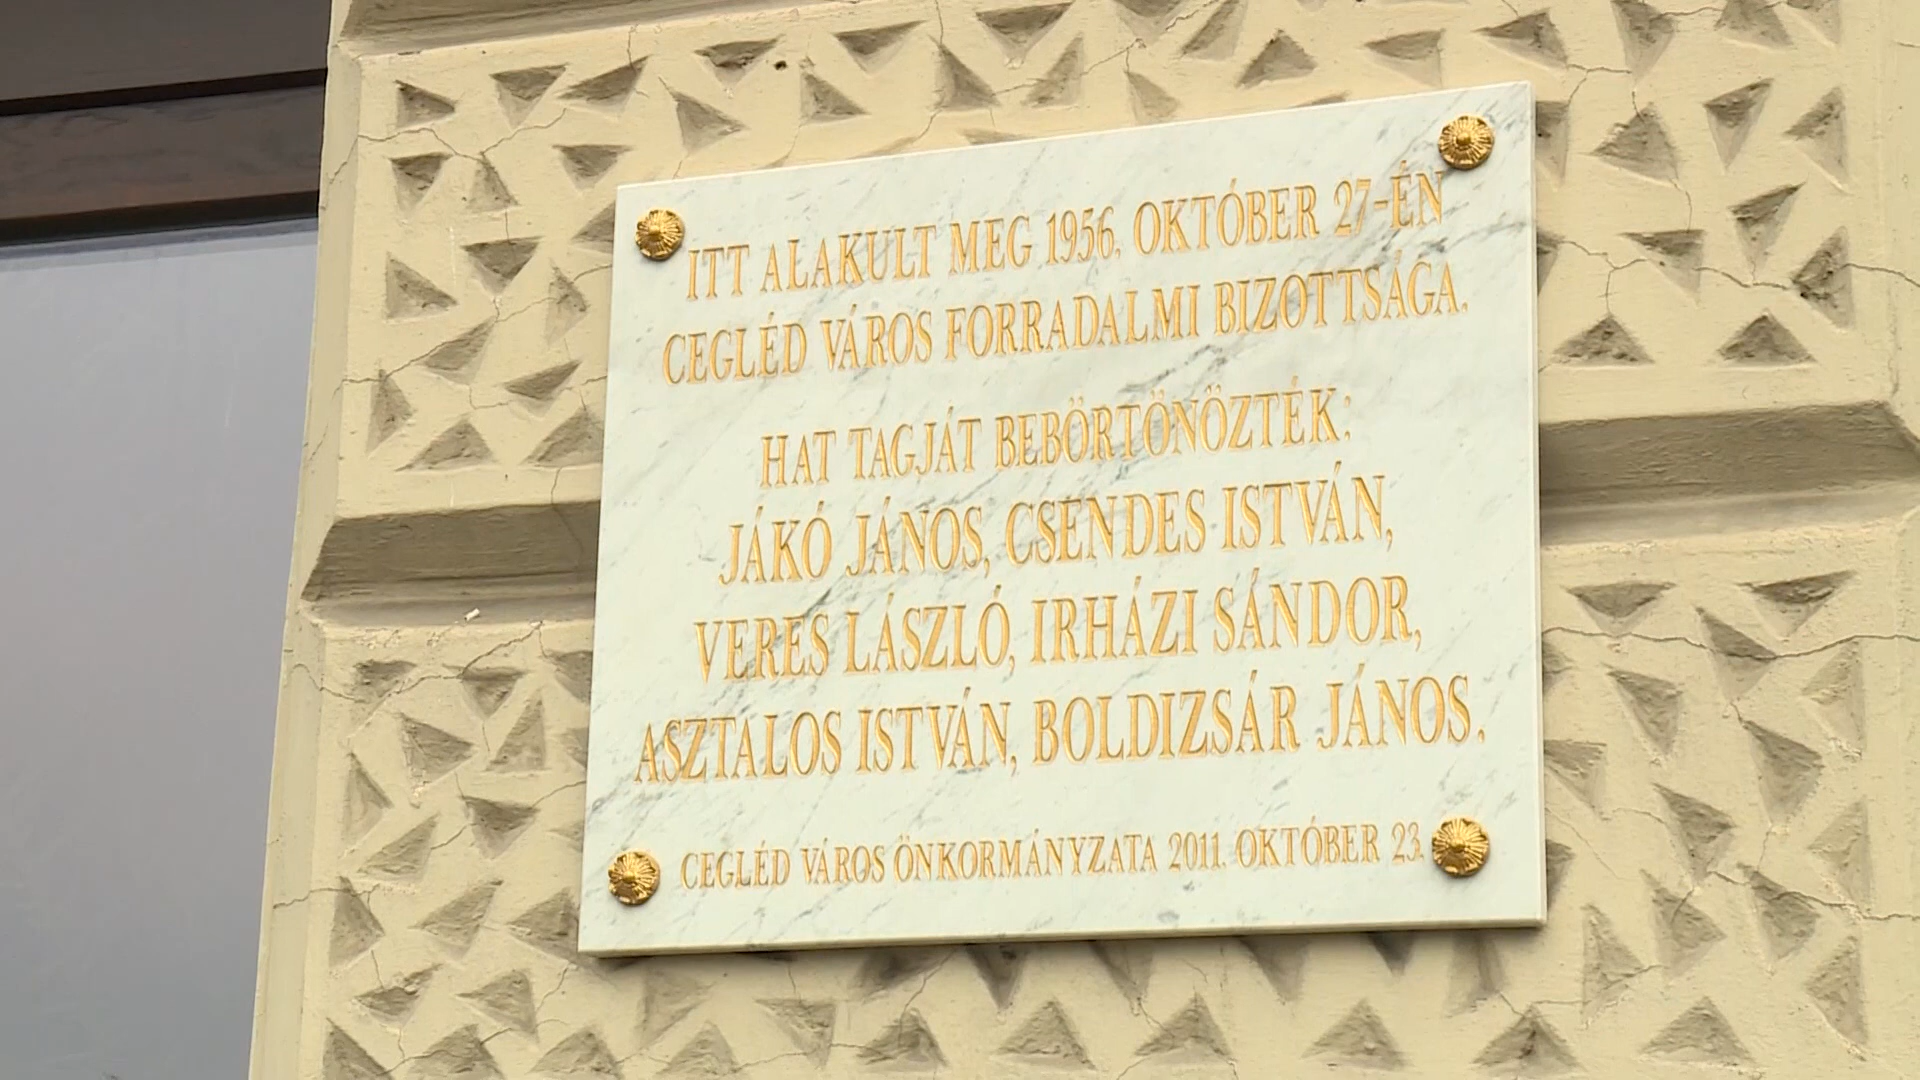 ITT ALAKULT MEG 1956. OKTÓBER 27-ÉN
CEGLÉD VÁROS FORRADALMI BIZOTTSÁGA.
HAT TAGJÁT BEBÖRTÖNÖZTÉK:
JÁKÓ JÁNOS, CSENDES ISTVÁN,
VERES LÁSZLÓ, IRHÁZI SÁNDOR,
ASZTALOS ISTVÁN, BOLDIZSÁR JÁNOS.
CEGLÉD VÁROS ÖNKORMÁNYZATA 2011. OKTÓBER 23.